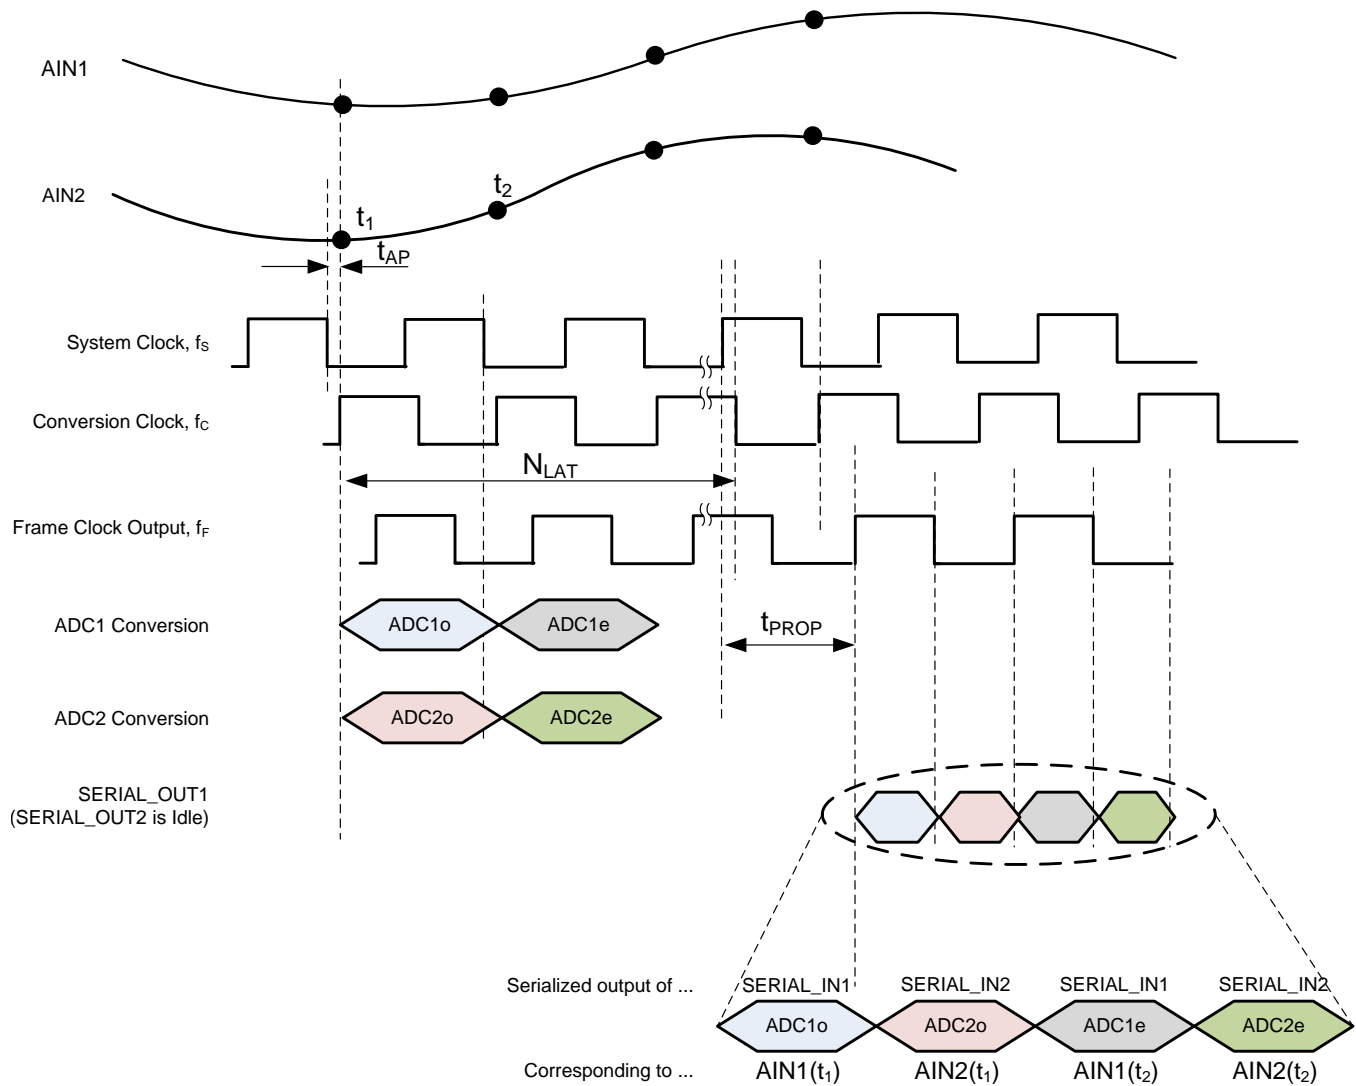 AIN1
AIN2
t2
t1
tAP
System Clock, fS
Conversion Clock, fC
NLAT
Frame Clock Output, fF
ADC1 Conversion
ADC1o
ADC1e
tPROP
ADC2 Conversion
ADC2o
ADC2e
SERIAL_OUT1
(SERIAL_OUT2 is Idle)
Serialized output of ...
SERIAL_IN1
SERIAL_IN2
SERIAL_IN1
SERIAL_IN2
ADC1o
ADC2o
ADC1e
ADC2e
Corresponding to ...
AIN1(t1)
AIN2(t1)
AIN1(t2)
AIN2(t2)